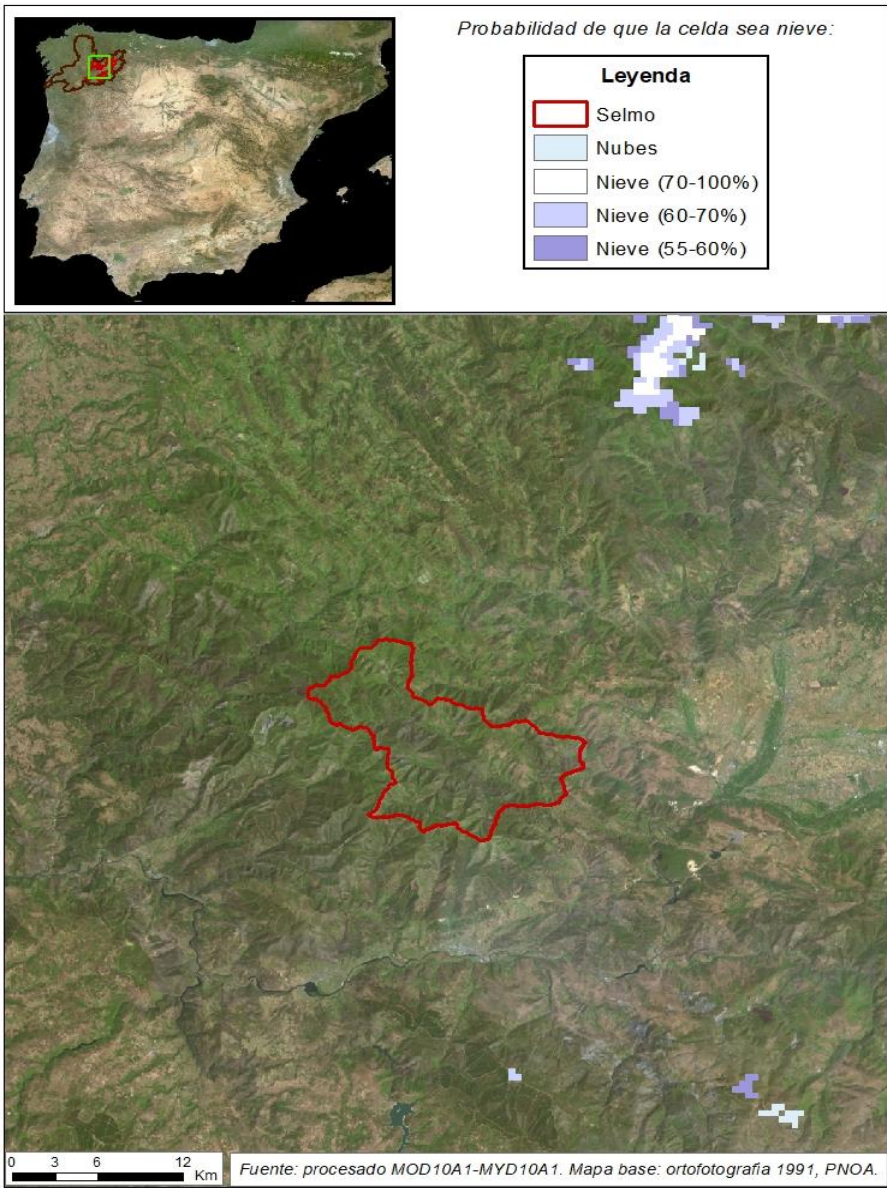 Probabilidad de que la celda sea nieve:
Leyenda
Selmo
Nubes
Nieve (70-100%)
Nieve (60-70%)
Nieve (55-60%)
0 3 6 12
Km
Fuente: procesado MOD10A1-MYD10A1. Mapa base: ortofotografia 1991, PNOA.